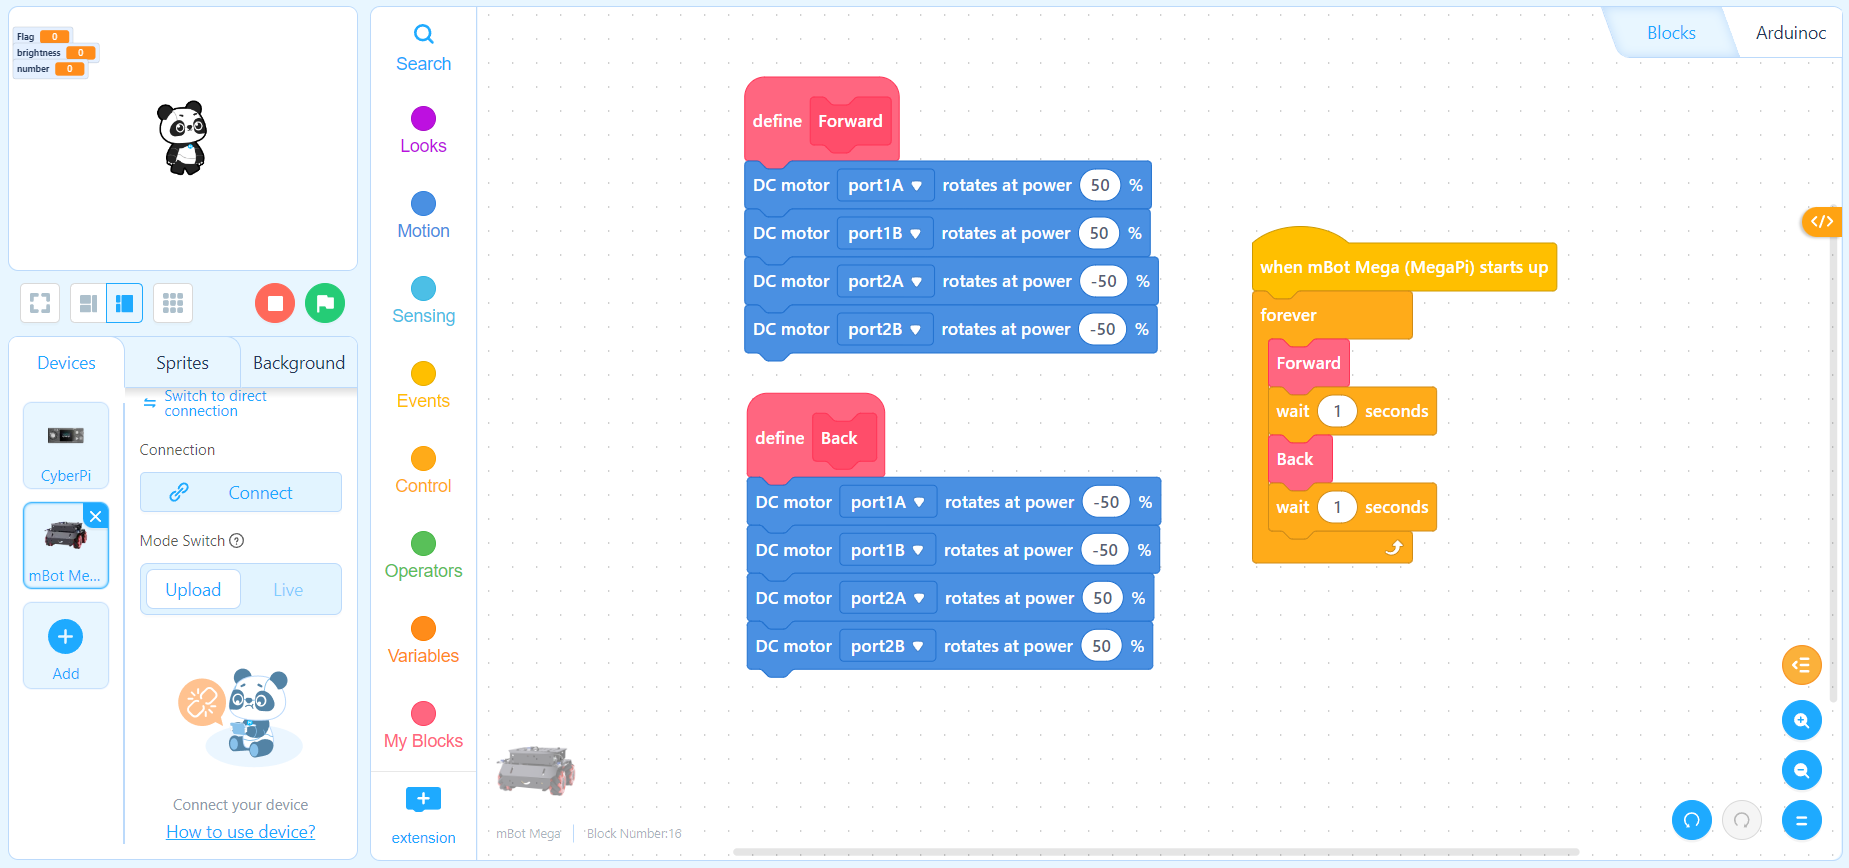 Flag 0
brightness 0
number 0
Devices
Sprites
Background
Switch to direct
connection
Connection
Connect
Mode Switch ?
Upload Live
CyberPi
mBot Me...
Add
Connect your device
How to use device?
Search
Looks
Motion
Sensing
Events
Control
Operators
Variables
My Blocks
extension
Blocks
Arduinoc
define Forward
DC motor port1A rotates at power 50 %
DC motor port1B rotates at power 50 %
DC motor port2A rotates at power -50 %
DC motor port2B rotates at power -50 %
define Back
DC motor port1A rotates at power -50 %
DC motor port1B rotates at power -50 %
DC motor port2A rotates at power 50 %
DC motor port2B rotates at power 50 %
when mBot Mega (MegaPi) starts up
forever
Forward
wait 1 seconds
Back
wait 1 seconds
</>
mBot Mega
Block Number:16